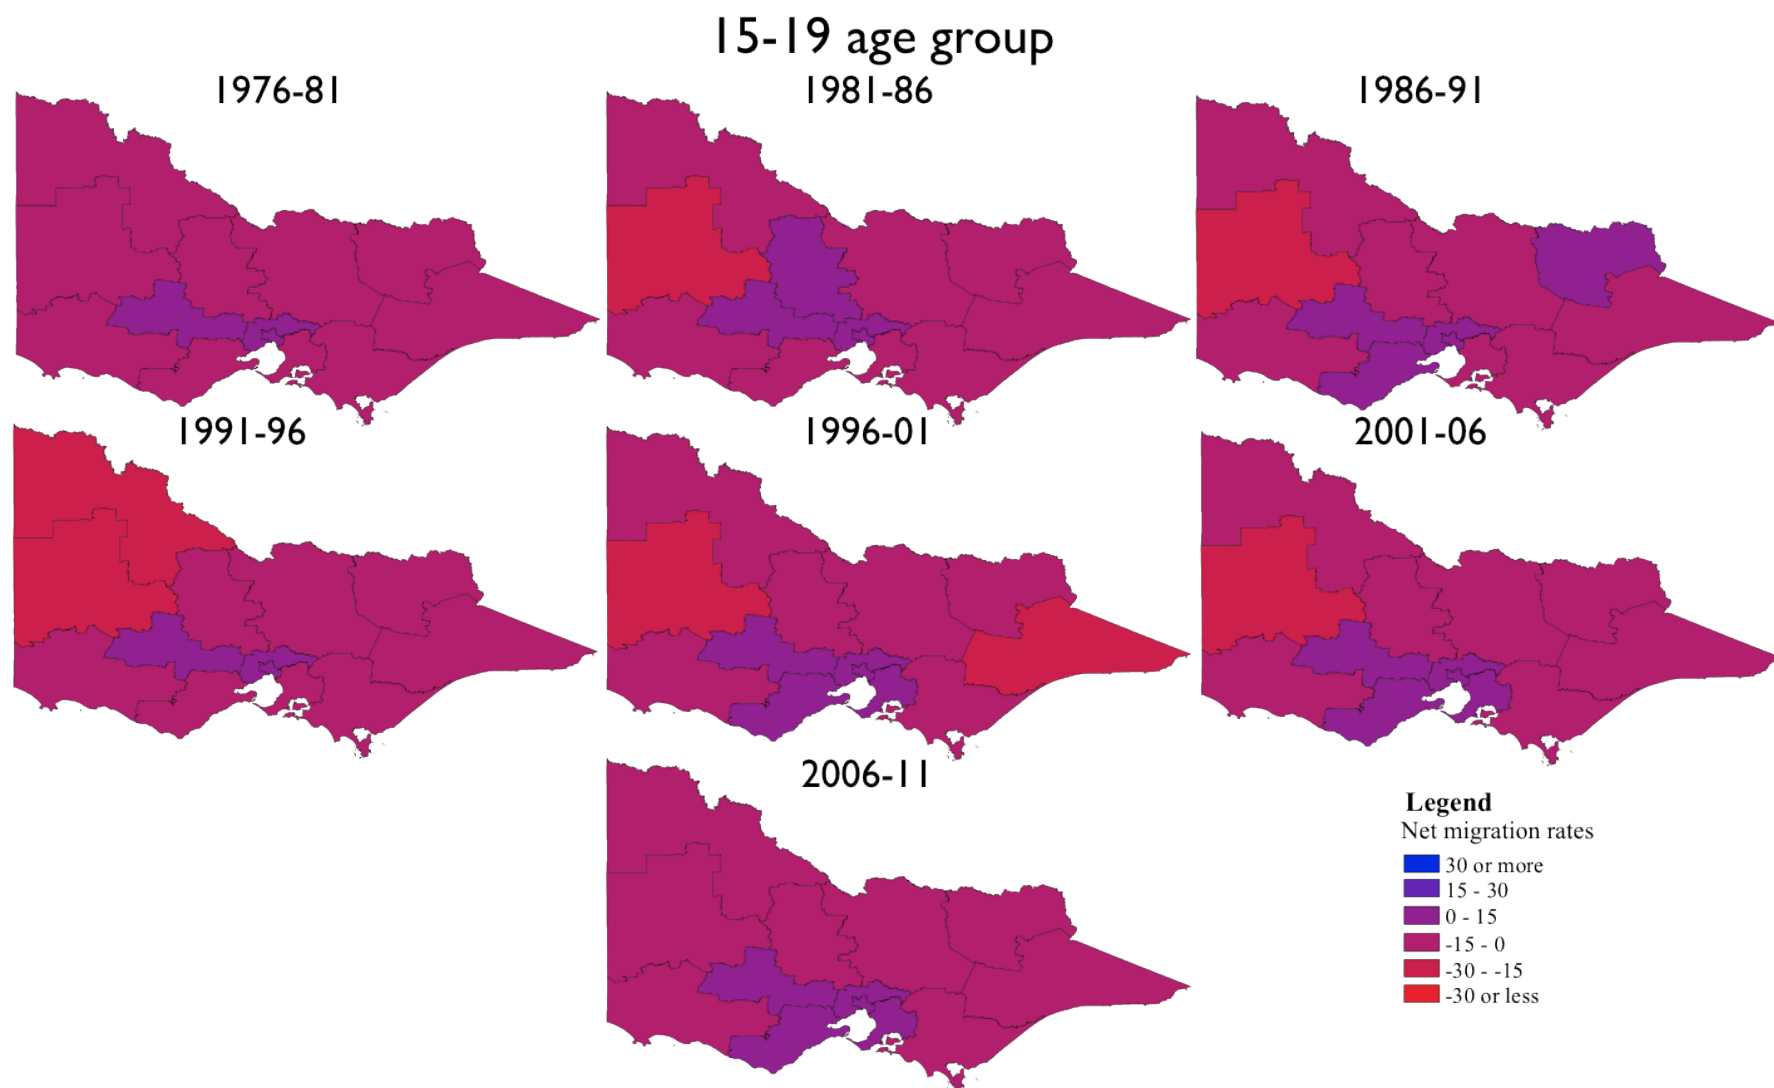 15-19 age group
1976-81
1981-86
1986-91
1991-96
1996-01
2001-06
2006-11
Legend
Net migration rates
30 or more
15 - 30
0 - 15
-15 - 0
-30 - -15
-30 or less